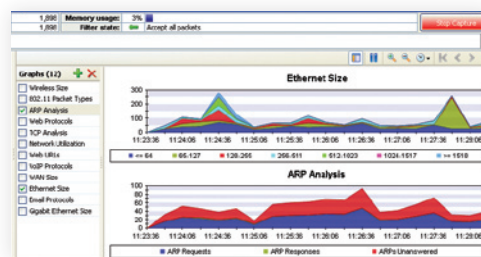 1,898 Memory usage: 3%
1,898 Filter state: Accept all packets
Stop Capture
Graphs (12)
Wireless Size
802.11 Packet Types
ARP Analysis
Web Protocols
TCP Analysis
Network Utilization
Web URLs
VoIP Protocols
WAN Size
Ethernet Size
Email Protocols
Gigabit Ethernet Size
Ethernet Size
300
200
100
0
11:23:36 11:24:06 11:24:36 11:25:06 11:25:36 11:26:06 11:26:36 11:27:06 11:27:36 11:28:06
<= 64 65-127 128-255 256-511 512-1023 1024-1517 >= 1518
ARP Analysis
100
80
60
40
20
0
11:23:36 11:24:06 11:24:36 11:25:06 11:25:36 11:26:06 11:26:36 11:27:06 11:27:36 11:28:06
ARP Requests ARP Responses ARPs Unanswered